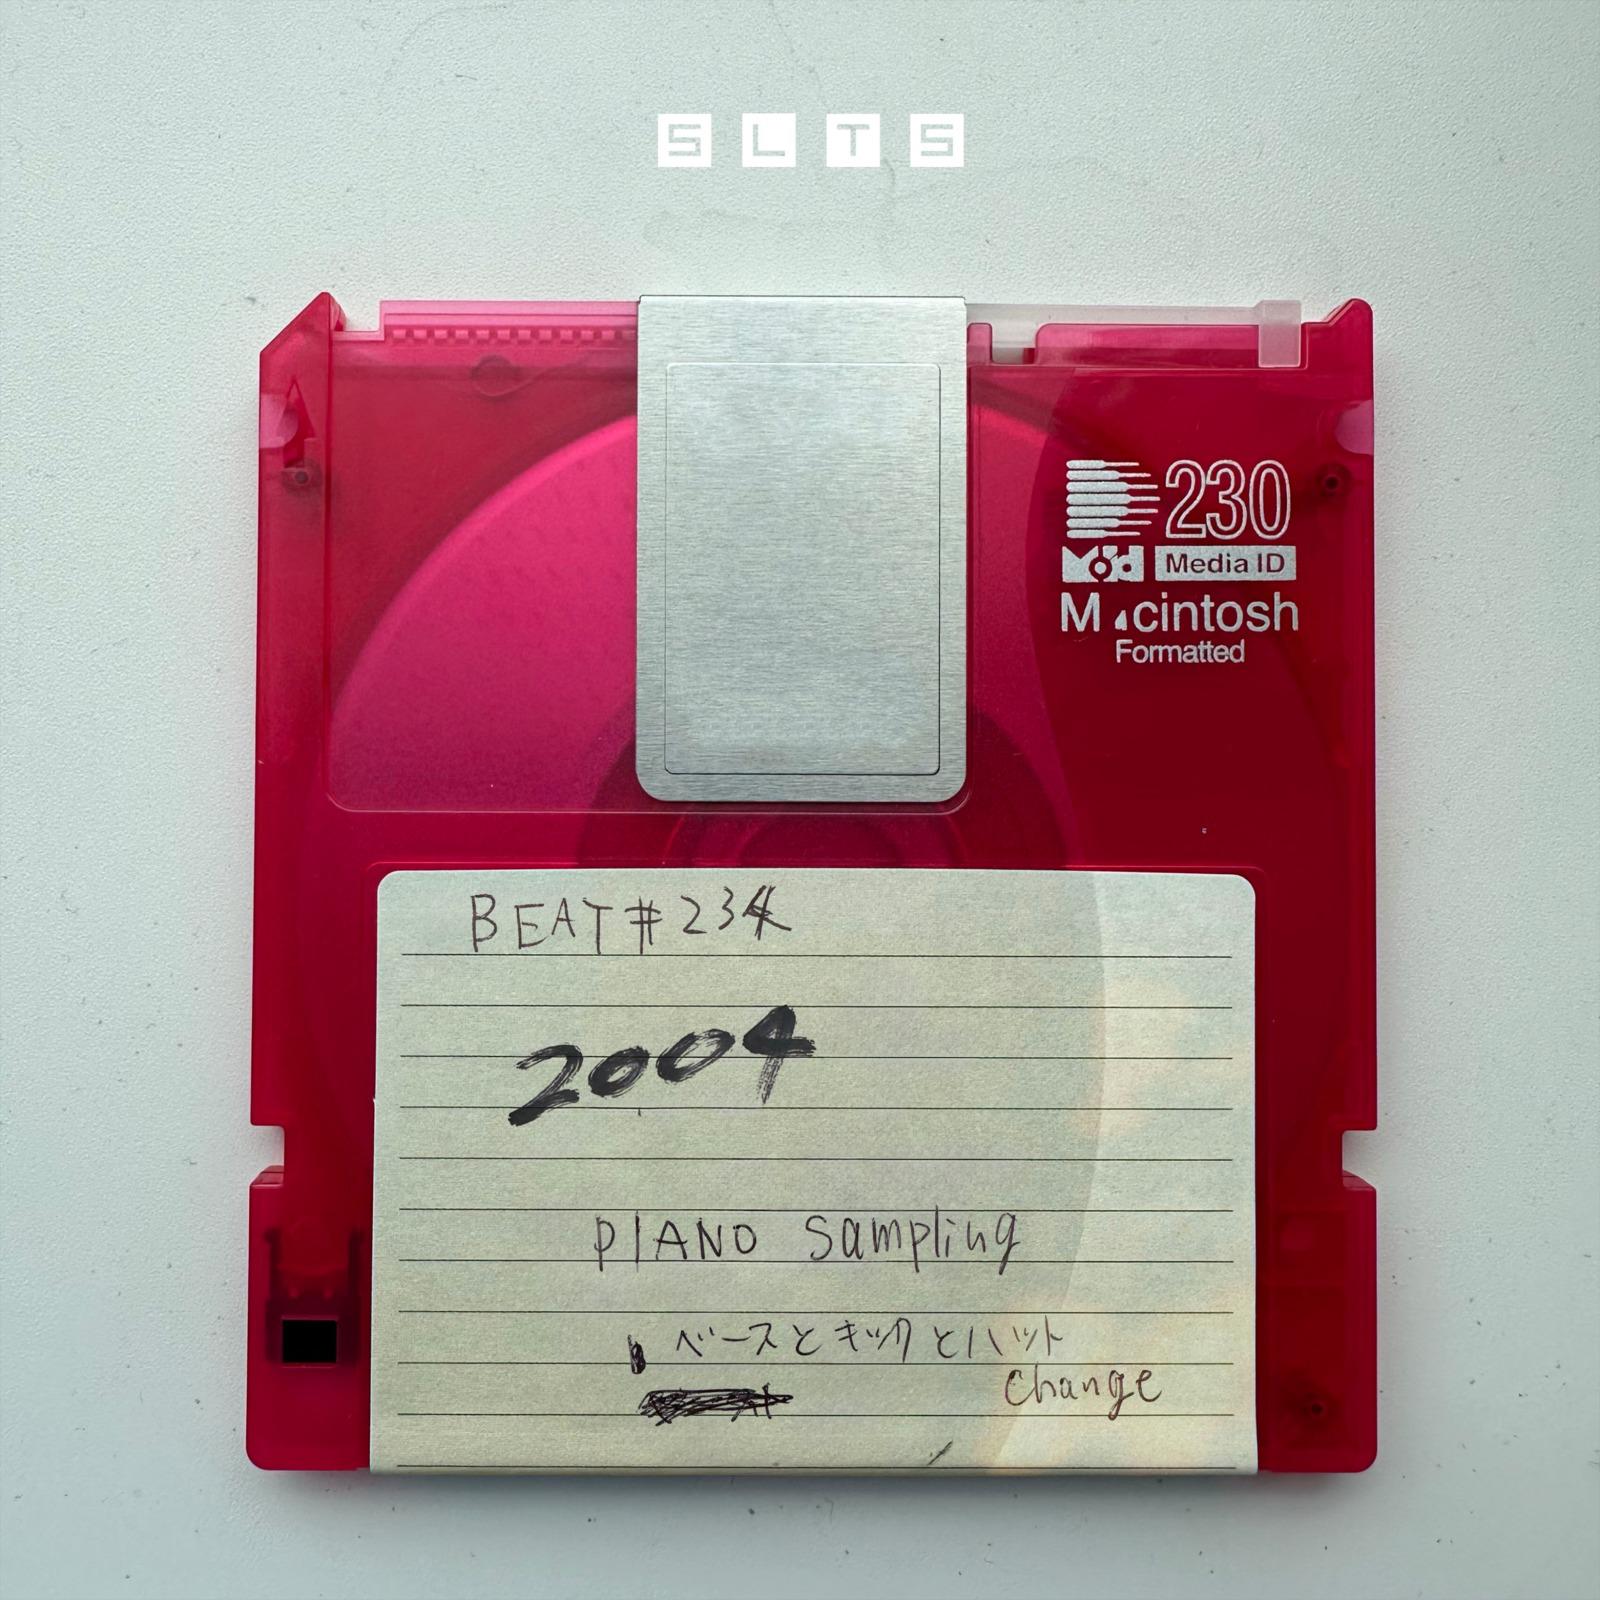 SLTS
230
Media ID
Macintosh
Formatted
BEAT#234
2004
PIANO Sampling
ベースとキックとハット
change